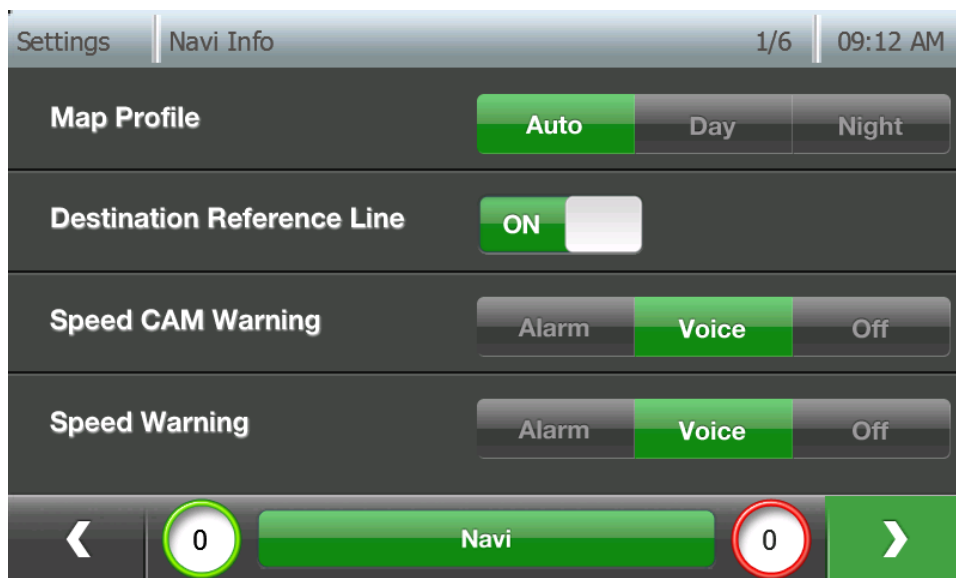 Settings Navi Info 1/6 09:12 AM
Map Profile Auto Day Night
Destination Reference Line ON
Speed CAM Warning Alarm Voice Off
Speed Warning Alarm Voice Off
0 Navi 0